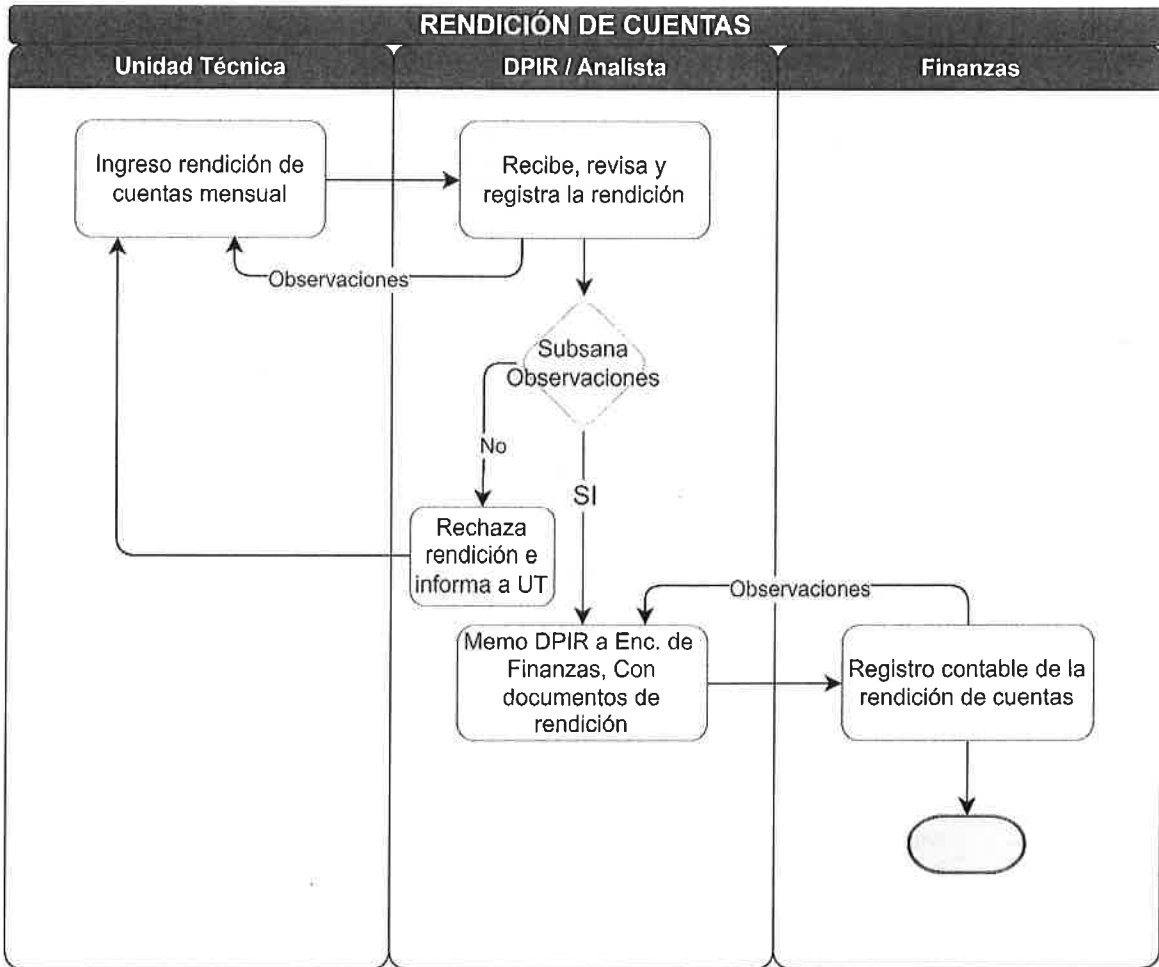 RENDICIÓN DE CUENTAS
Unidad Técnica
DPIR / Analista
Finanzas
Ingreso rendición de
cuentas mensual
Recibe, revisa y
registra la rendición
Observaciones
Subsana
Observaciones
No
SI
Rechaza
rendición e
informa a UT
Observaciones
Memo DPIR a Enc. de
Finanzas, Con
documentos de
rendición
Registro contable de la
rendición de cuentas